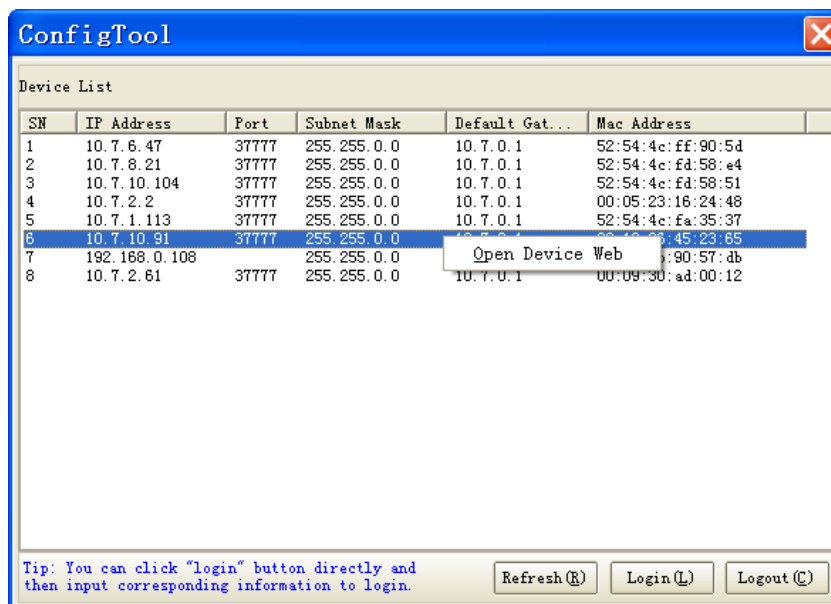 ConfigTool
Device List
SN IP Address Port Subnet Mask Default Gat... Mac Address
1 10.7.6.47 37777 255.255.0.0 10.7.0.1 52:54:4c:ff:90:5d
2 10.7.8.21 37777 255.255.0.0 10.7.0.1 52:54:4c:fd:58:e4
3 10.7.10.104 37777 255.255.0.0 10.7.0.1 52:54:4c:fd:58:51
4 10.7.2.2 37777 255.255.0.0 10.7.0.1 00:05:23:16:24:48
5 10.7.1.113 37777 255.255.0.0 10.7.0.1 52:54:4c:fa:35:37
6 10.7.10.91 37777 255.255.0.0 :45:23:65
Open Device Web
7 192.168.0.108 255.255.0.0 :90:57:db
8 10.7.2.61 37777 255.255.0.0 10.7.0.1 00:09:30:ad:00:12
Tip: You can click "login" button directly and
then input corresponding information to login.
Refresh(R) Login(L) Logout(C)